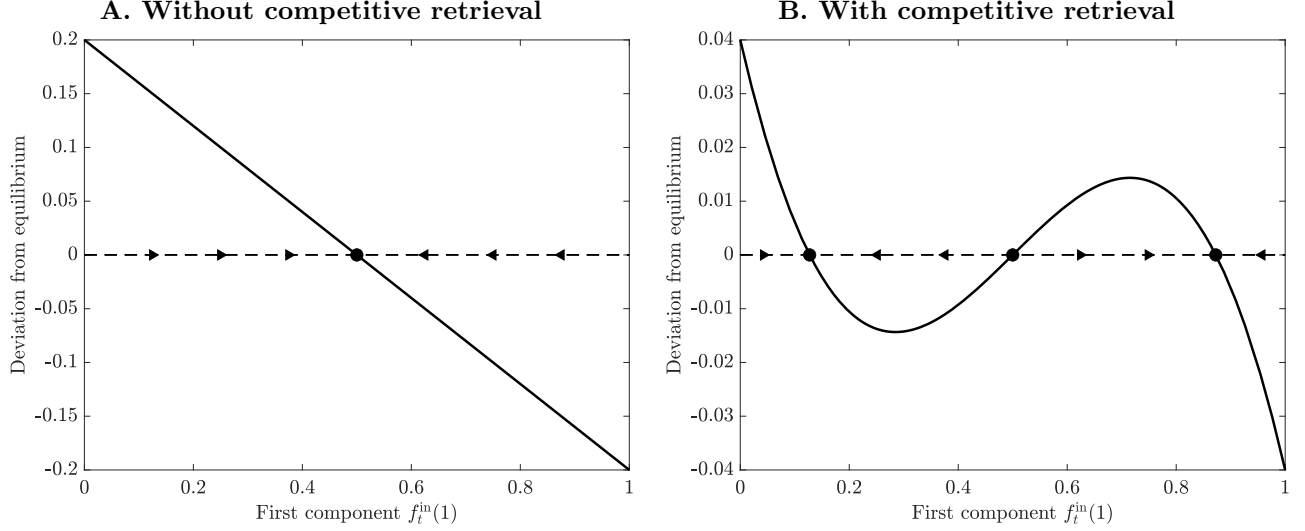 A. Without competitive retrieval
0.2
0.15
0.1
0.05
0
-0.05
-0.1
-0.15
-0.2
Deviation from equilibrium
0 0.2 0.4 0.6 0.8 1
First component f_t^in(1)
B. With competitive retrieval
0.04
0.03
0.02
0.01
0
-0.01
-0.02
-0.03
-0.04
Deviation from equilibrium
0 0.2 0.4 0.6 0.8 1
First component f_t^in(1)